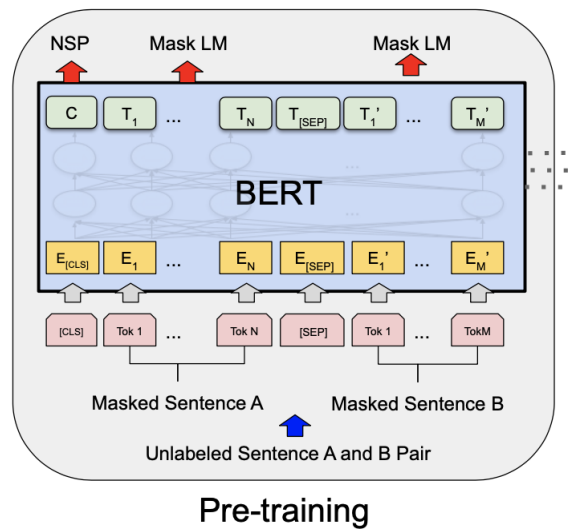 NSP Mask LM Mask LM
C T1 ... TN T[SEP] T1' ... TM'
...
BERT
...
E[CLS] E1 ... EN E[SEP] E1' ... EM'
[CLS] Tok 1 ... Tok N [SEP] Tok 1 ... TokM
Masked Sentence A Masked Sentence B
Unlabeled Sentence A and B Pair
Pre-training